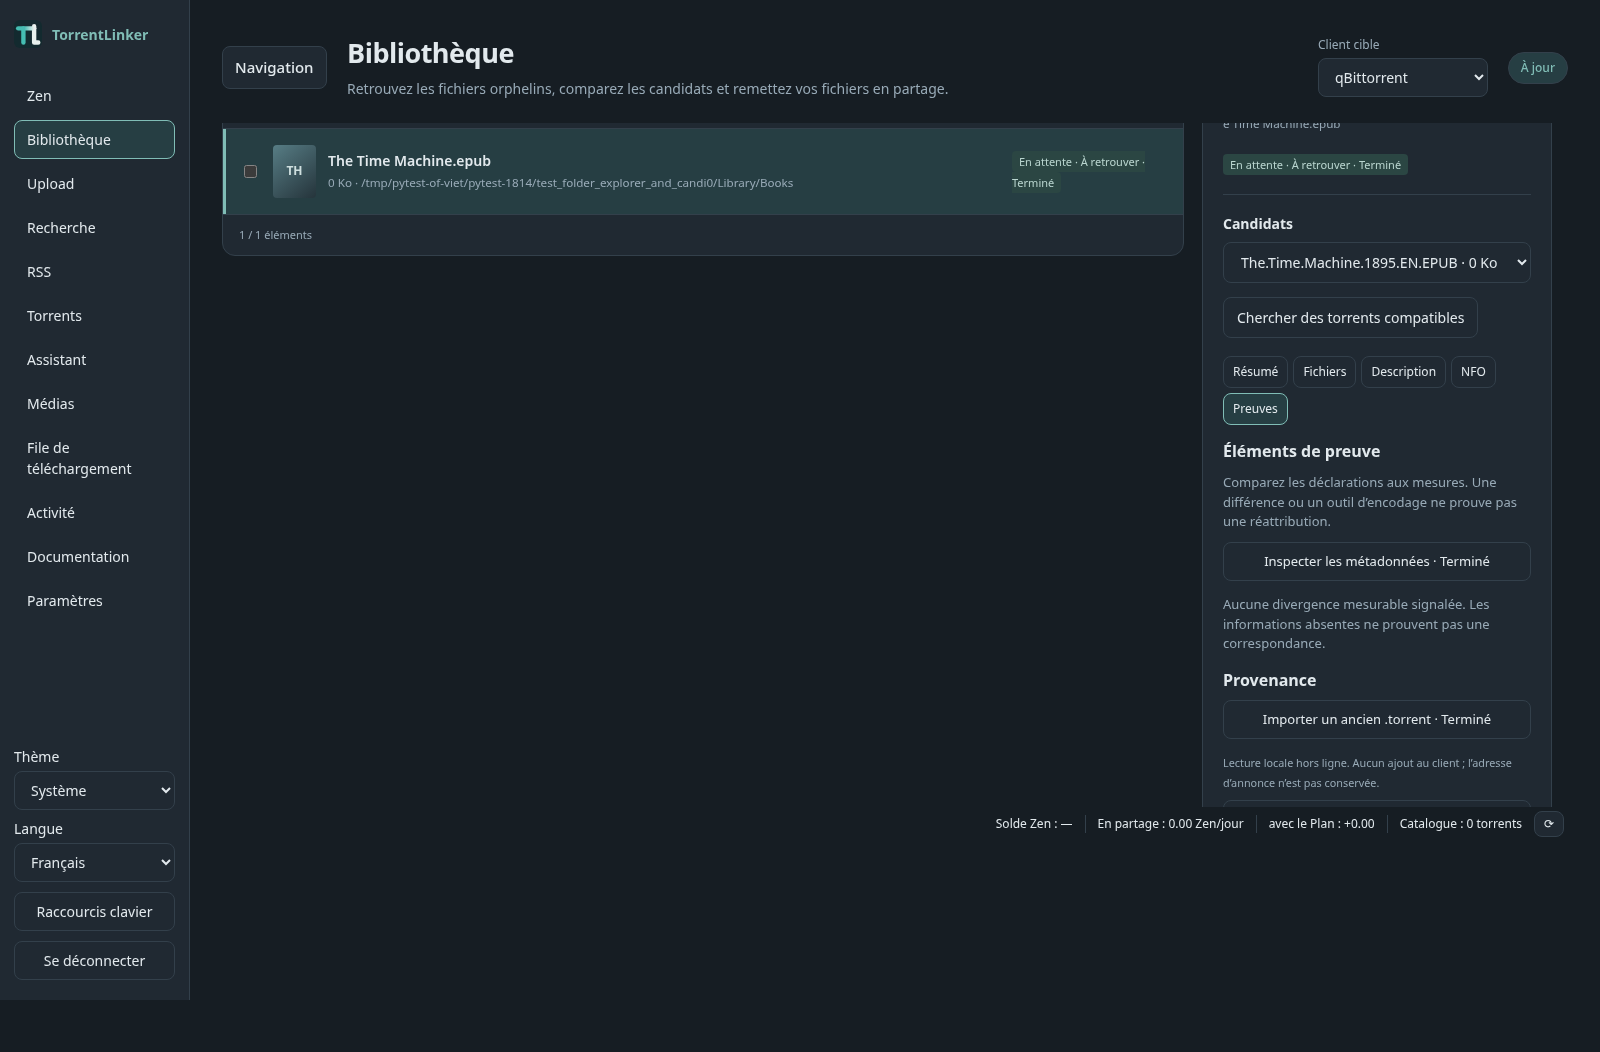 TorrentLinker
Zen
Bibliothèque
Upload
Recherche
RSS
Torrents
Assistant
Médias
File de
téléchargement
Activité
Documentation
Paramètres
Thème
Système
Langue
Français
Raccourcis clavier
Se déconnecter
Navigation
Bibliothèque
Retrouvez les fichiers orphelins, comparez les candidats et remettez vos fichiers en partage.
Client cible
qBittorrent
À jour
TH
The Time Machine.epub
0 Ko · /tmp/pytest-of-viet/pytest-1814/test_folder_explorer_and_candi0/Library/Books
En attente · À retrouver ·
Terminé
1 / 1 éléments
e Time Machine.epub
En attente · À retrouver · Terminé
Candidats
The.Time.Machine.1895.EN.EPUB · 0 Ko
Chercher des torrents compatibles
Résumé
Fichiers
Description
NFO
Preuves
Éléments de preuve
Comparez les déclarations aux mesures. Une
différence ou un outil d’encodage ne prouve pas
une réattribution.
Inspecter les métadonnées · Terminé
Aucune divergence mesurable signalée. Les
informations absentes ne prouvent pas une
correspondance.
Provenance
Importer un ancien .torrent · Terminé
Lecture locale hors ligne. Aucun ajout au client ; l’adresse
d’annonce n’est pas conservée.
Solde Zen : —
En partage : 0.00 Zen/jour
avec le Plan : +0.00
Catalogue : 0 torrents
⟳